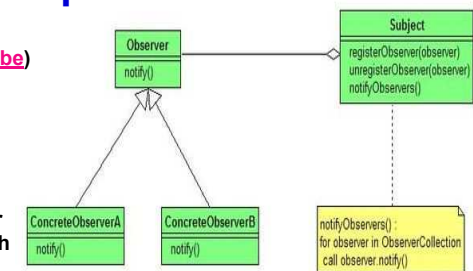 be)
Observer
notify()
Subject
registerObserver(observer)
unregisterObserver(observer)
notifyObservers()
.
h
ConcreteObserverA
notify()
ConcreteObserverB
notify()
notifyObservers() :
for observer in ObserverCollection
call observer.notify()